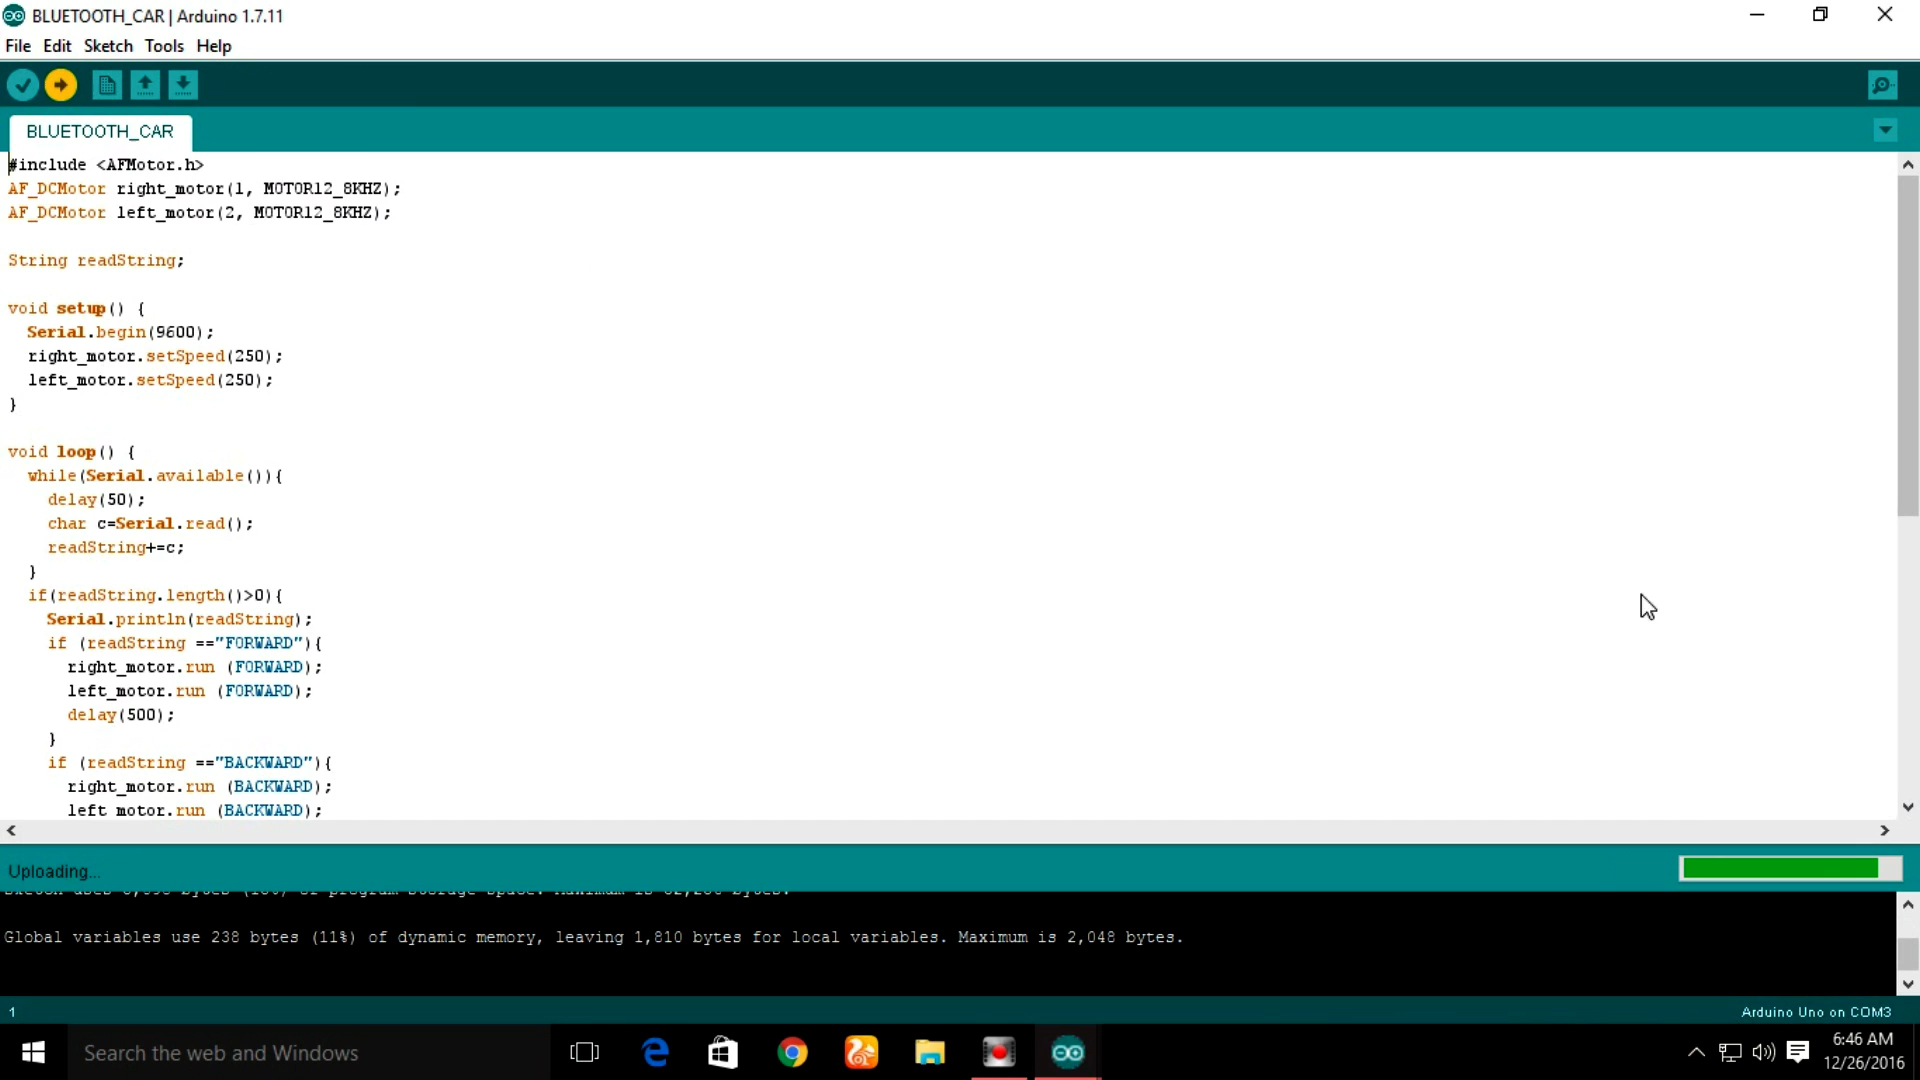 BLUETOOTH_CAR | Arduino 1.7.11
File Edit Sketch Tools Help
BLUETOOTH_CAR
#include <AFMotor.h>
AF_DCMotor right_motor(1, MOTOR12_8KHZ);
AF_DCMotor left_motor(2, MOTOR12_8KHZ);
String readString;
void setup() {
Serial.begin(9600);
right_motor.setSpeed(250);
left_motor.setSpeed(250);
}
void loop() {
while(Serial.available()){
delay(50);
char c=Serial.read();
readString+=c;
}
if(readString.length()>0){
Serial.println(readString);
if (readString =="FORWARD"){
right_motor.run (FORWARD);
left_motor.run (FORWARD);
delay(500);
}
if (readString =="BACKWARD"){
right_motor.run (BACKWARD);
left_motor.run (BACKWARD);
Uploading...
Global variables use 238 bytes (11%) of dynamic memory, leaving 1,810 bytes for local variables. Maximum is 2,048 bytes.
1
Arduino Uno on COM3
Search the web and Windows
6:46 AM
12/26/2016